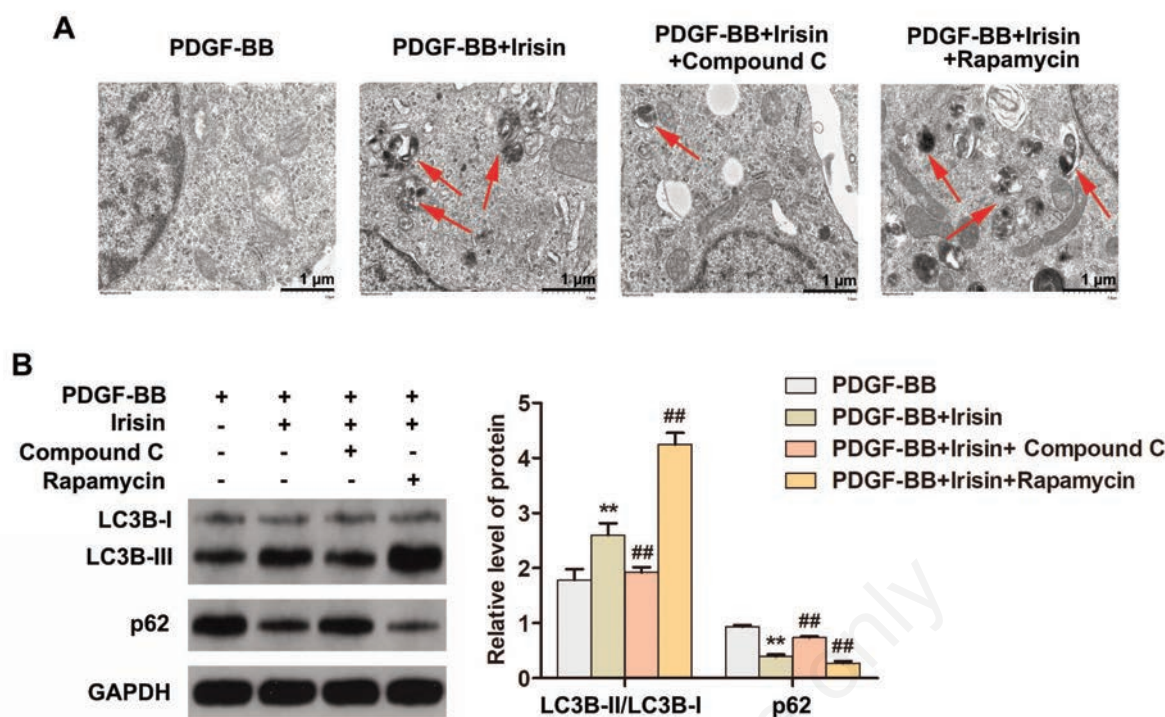 A
PDGF-BB
PDGF-BB+Irisin
PDGF-BB+Irisin
+Compound C
PDGF-BB+Irisin
+Rapamycin
1 µm
1 µm
1 µm
1 µm
B
PDGF-BB + + + +
Irisin - + + +
Compound C - - + -
Rapamycin - - - +
LC3B-I
LC3B-III
p62
GAPDH
Relative level of protein
5
4
3
2
1
0
**
##
##
**
##
##
LC3B-II/LC3B-I
p62
PDGF-BB
PDGF-BB+Irisin
PDGF-BB+Irisin+ Compound C
PDGF-BB+Irisin+Rapamycin
only